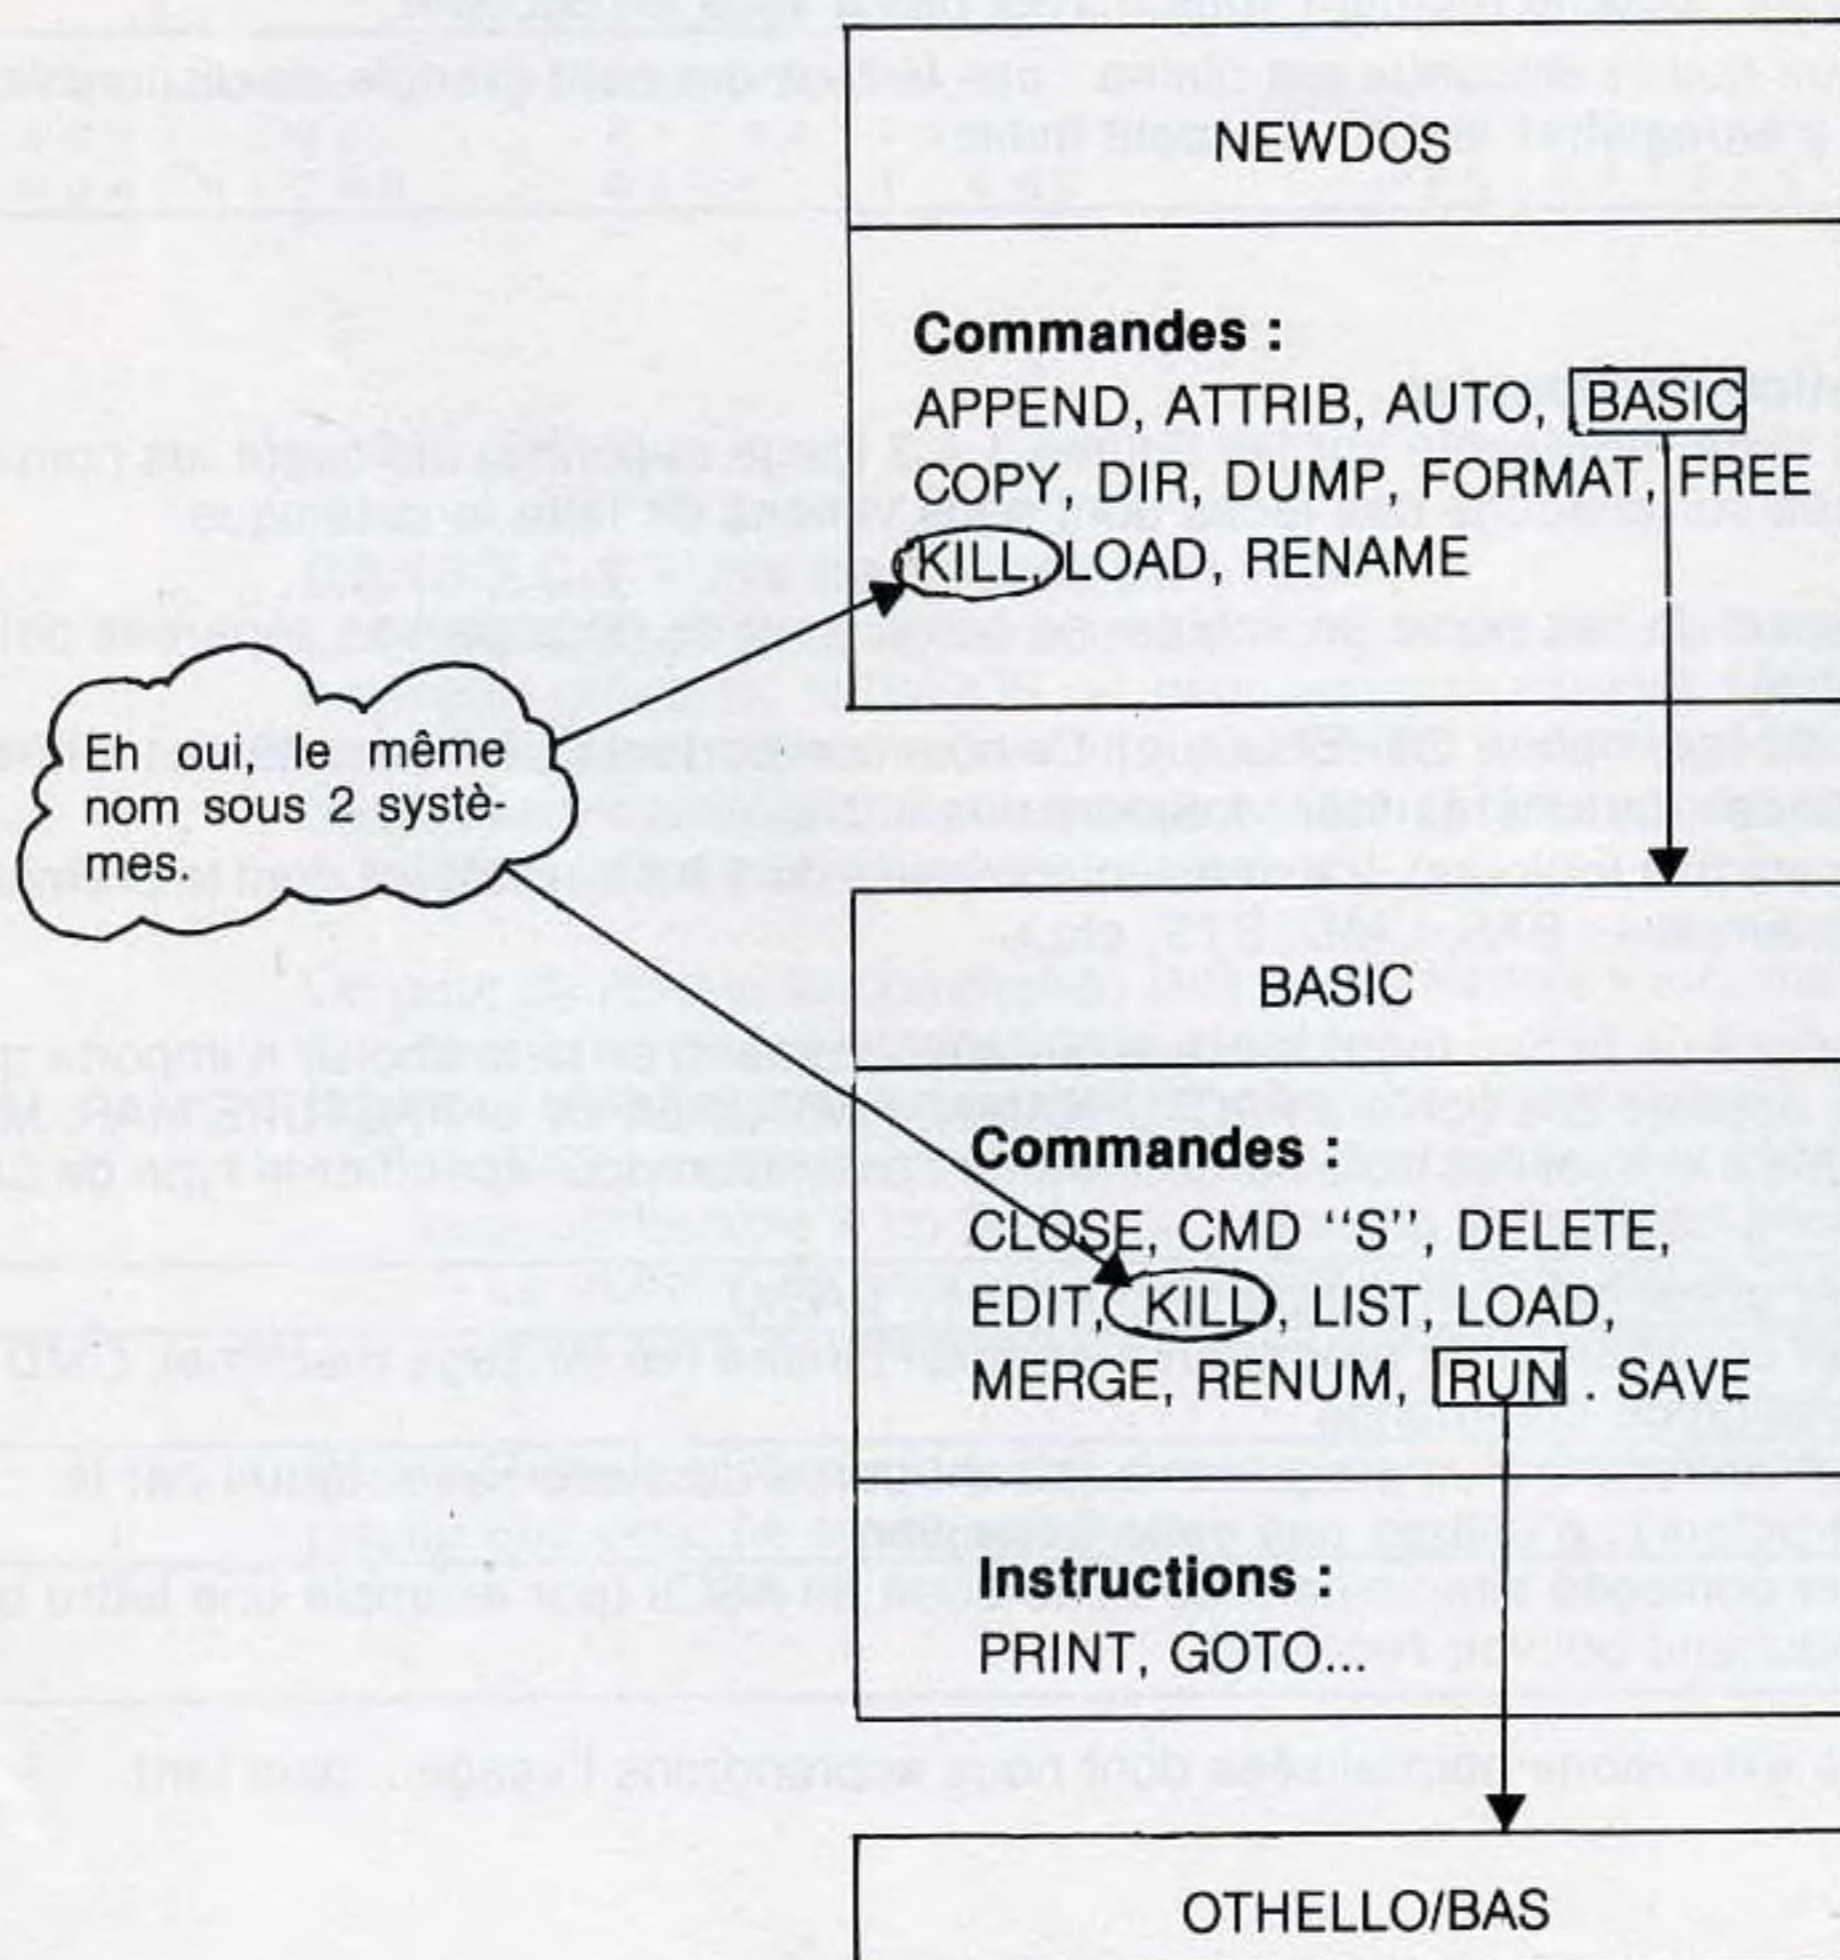 NEWDOS
Commandes :
APPEND, ATTRIB, AUTO, BASIC
COPY, DIR, DUMP, FORMAT, FREE
KILL, LOAD, RENAME
Eh oui, le même
nom sous 2 systè-
mes.
BASIC
Commandes :
CLOSE, CMD “S”, DELETE,
EDIT, KILL, LIST, LOAD,
MERGE, RENUM, RUN . SAVE
Instructions :
PRINT, GOTO...
OTHELLO/BAS